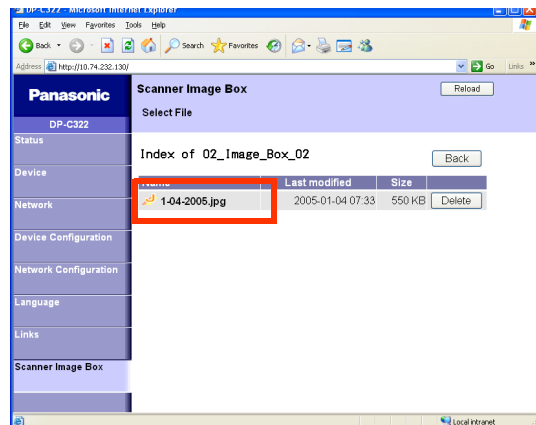 DP-C322 - Microsoft Internet Explorer
File Edit View Favorites Tools Help
Back Search Favorites
Address http://10.74.232.130/ Go Links »
Panasonic
DP-C322
Status
Device
Network
Device Configuration
Network Configuration
Language
Links
Scanner Image Box
Scanner Image Box Reload
Select File
Index of 02_Image_Box_02
Back
Name Last modified Size
1-04-2005.jpg 2005-01-04 07:33 550 KB Delete
Local intranet